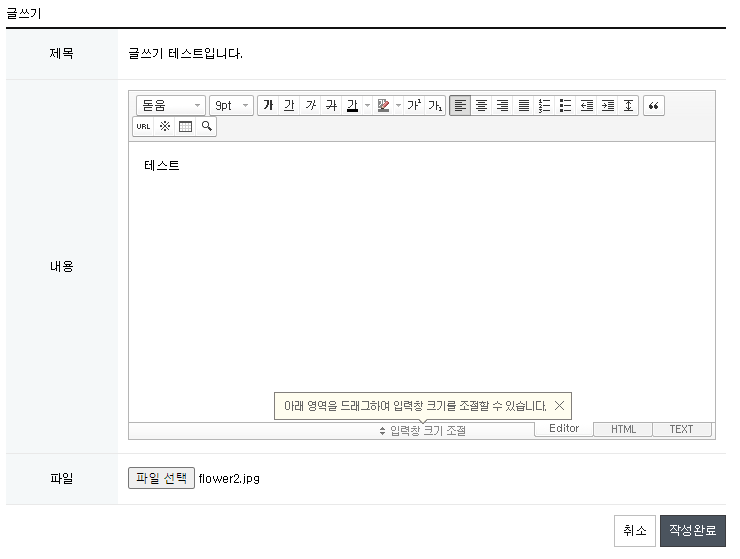 글쓰기
제목 글쓰기 테스트입니다.
돋움 9pt 가 가 가 가 가 가 가² 가₁ “
URL ※
테스트
내용
아래 영역을 드래그하여 입력창 크기를 조절할 수 있습니다. ×
입력창 크기 조절 Editor HTML TEXT
파일 파일 선택 flower2.jpg
취소 작성완료